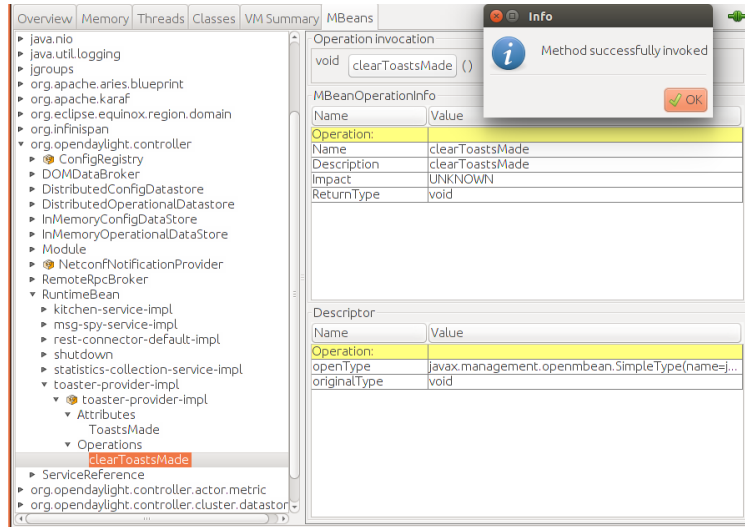 Overview Memory Threads Classes VM Summary MBeans
java.nio
java.util.logging
jgroups
org.apache.aries.blueprint
org.apache.karaf
org.eclipse.equinox.region.domain
org.infinispan
org.opendaylight.controller
ConfigRegistry
DOMDataBroker
DistributedConfigDatastore
DistributedOperationalDatastore
InMemoryConfigDataStore
InMemoryOperationalDataStore
Module
NetconfNotificationProvider
RemoteRpcBroker
RuntimeBean
kitchen-service-impl
msg-spy-service-impl
rest-connector-default-impl
shutdown
statistics-collection-service-impl
toaster-provider-impl
toaster-provider-impl
Attributes
ToastsMade
Operations
clearToastsMade
ServiceReference
org.opendaylight.controller.actor.metric
org.opendaylight.controller.cluster.datastor
Operation invocation
void clearToastsMade ()
MBeanOperationInfo
Name Value
Operation:
Name clearToastsMade
Description clearToastsMade
Impact UNKNOWN
ReturnType void
Descriptor
Name Value
Operation:
openType javax.management.openmbean.SimpleType(name=j...
originalType void
Info
Method successfully invoked
OK